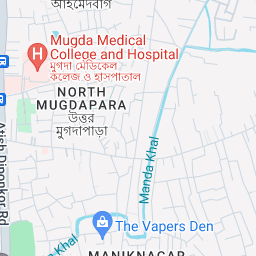 আহমেদবাগ
Mugda Medical
College and Hospital
মুগদা মেডিকেল
কলেজ ও হাসপাতাল
NORTH
MUGDAPARA
উত্তর
মুগদাপাড়া
Atish Diponkor Rd
Manda Khal
The Vapers Den
Khal
MANIKNAGAR